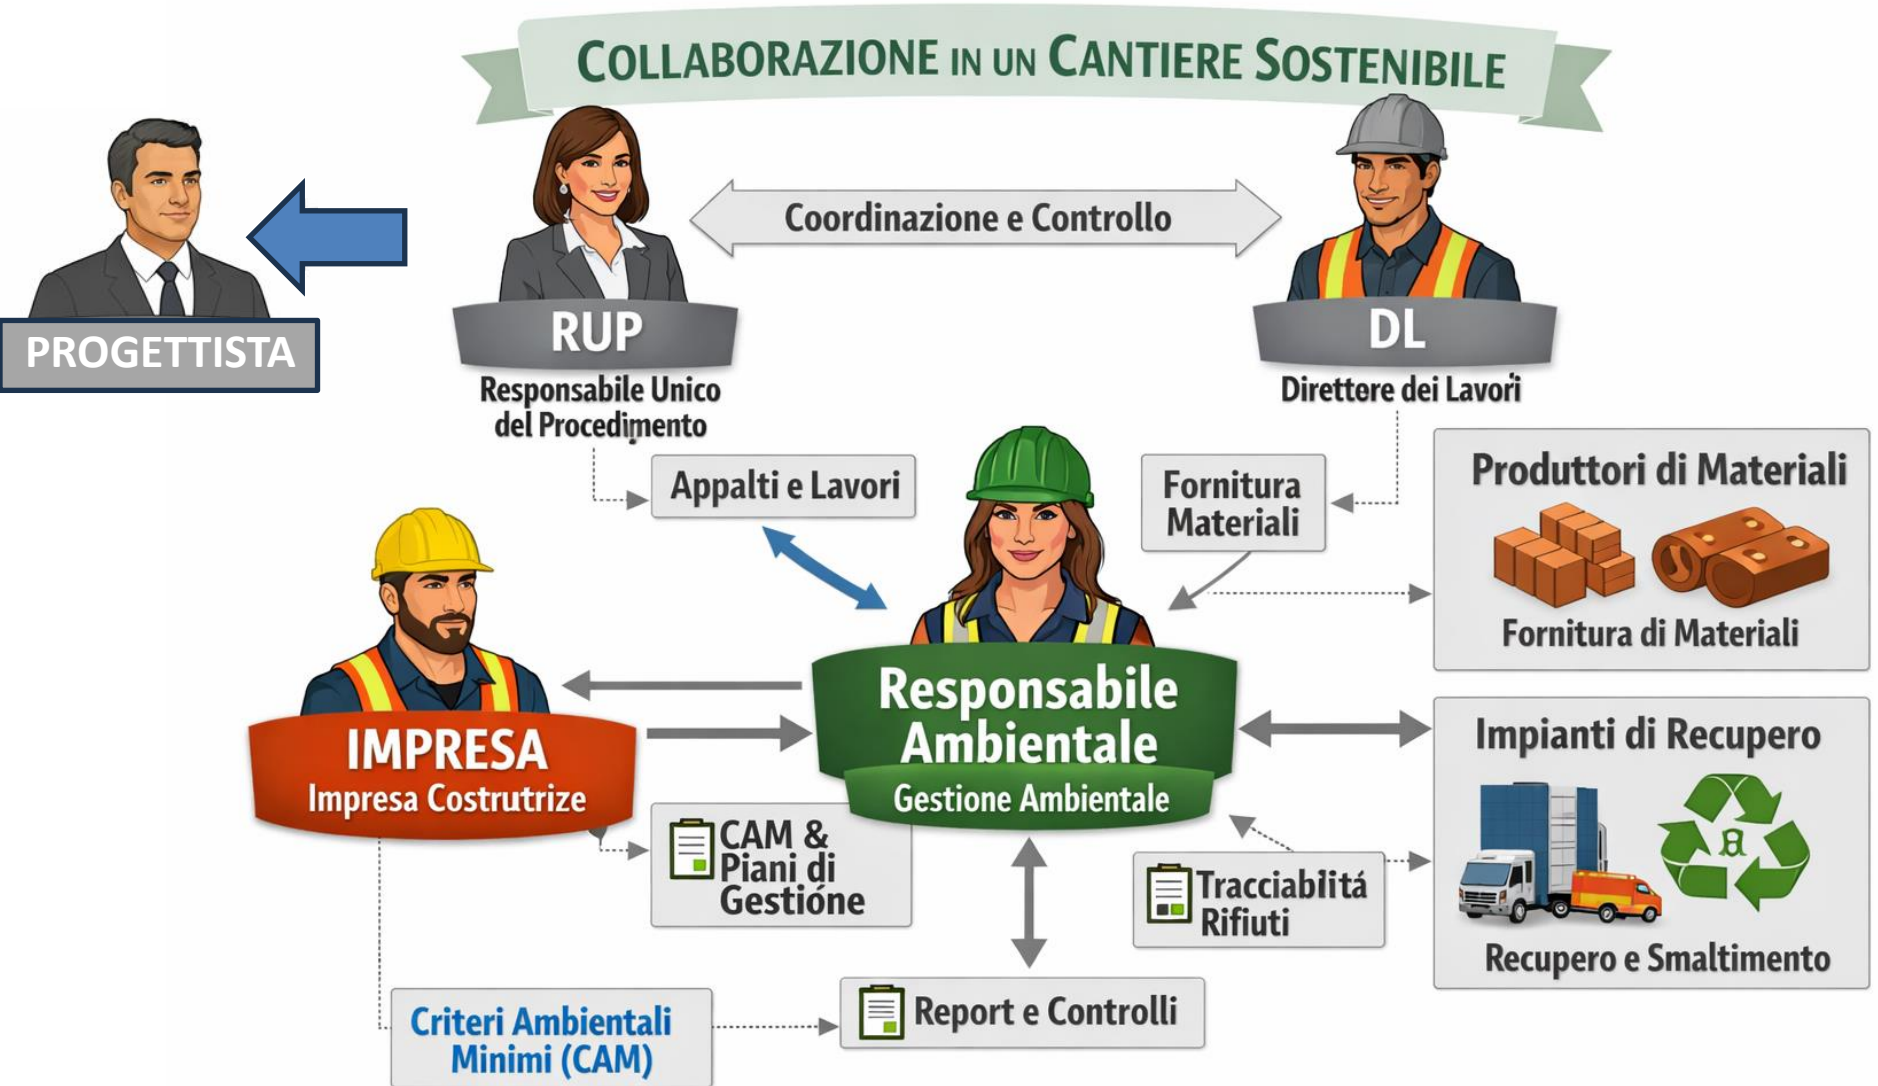 COLLABORAZIONE IN UN CANTIERE SOSTENIBILE
PROGETTISTA
RUP
Responsabile Unico
del Procedimento
Coordinazione e Controllo
DL
Direttore dei Lavori
Appalti e Lavori
Fornitura
Materiali
Produttori di Materiali
Fornitura di Materiali
IMPRESA
Impresa Costrutrize
Responsabile
Ambientale
Gestione Ambientale
Impianti di Recupero
Recupero e Smaltimento
CAM &
Piani di
Gestióne
Tracciabilitá
Rifiuti
Criteri Ambientali
Minimi (CAM)
Report e Controlli